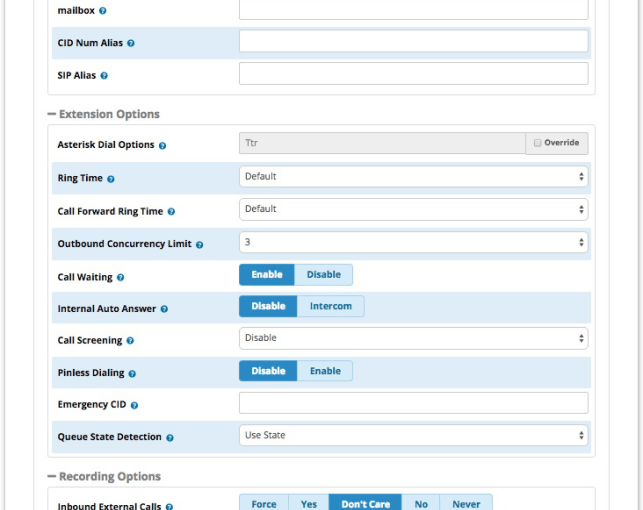 mailbox
CID Num Alias
SIP Alias
Extension Options
Asterisk Dial Options Ttr Override
Ring Time Default
Call Forward Ring Time Default
Outbound Concurrency Limit 3
Call Waiting Enable Disable
Internal Auto Answer Disable Intercom
Call Screening Disable
Pinless Dialing Disable Enable
Emergency CID
Queue State Detection Use State
Recording Options
Inbound External Calls Force Yes Don't Care No Never